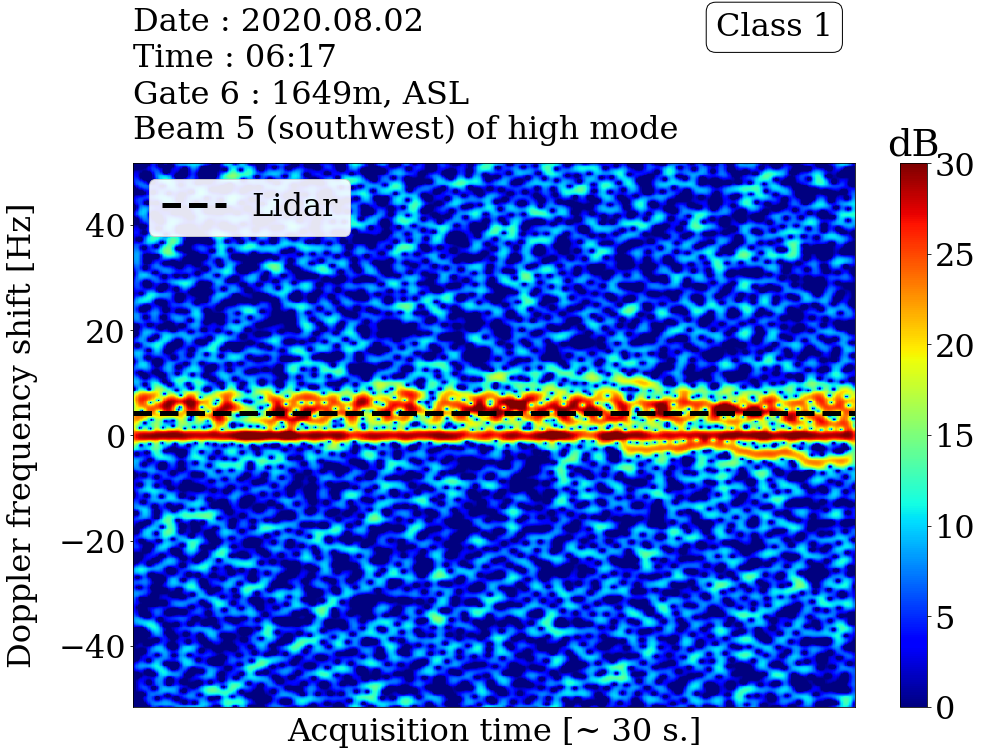 Date : 2020.08.02
Class 1
Time : 06:17
Gate 6 : 1649m, ASL
Beam 5 (southwest) of high mode
dB
Lidar
Doppler frequency shift [Hz]
40
20
0
−20
−40
Acquisition time [~ 30 s.]
30
25
20
15
10
5
0